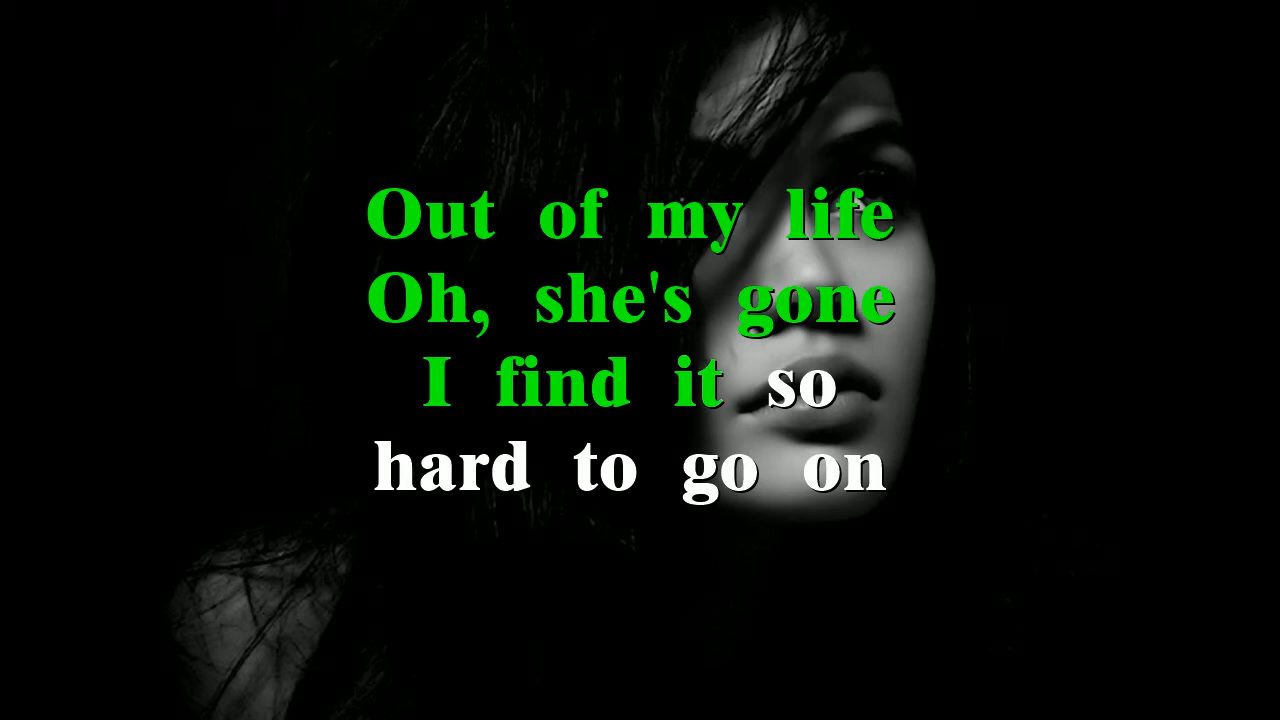 Out of my life
Oh, she's gone
I find it so
hard to go on